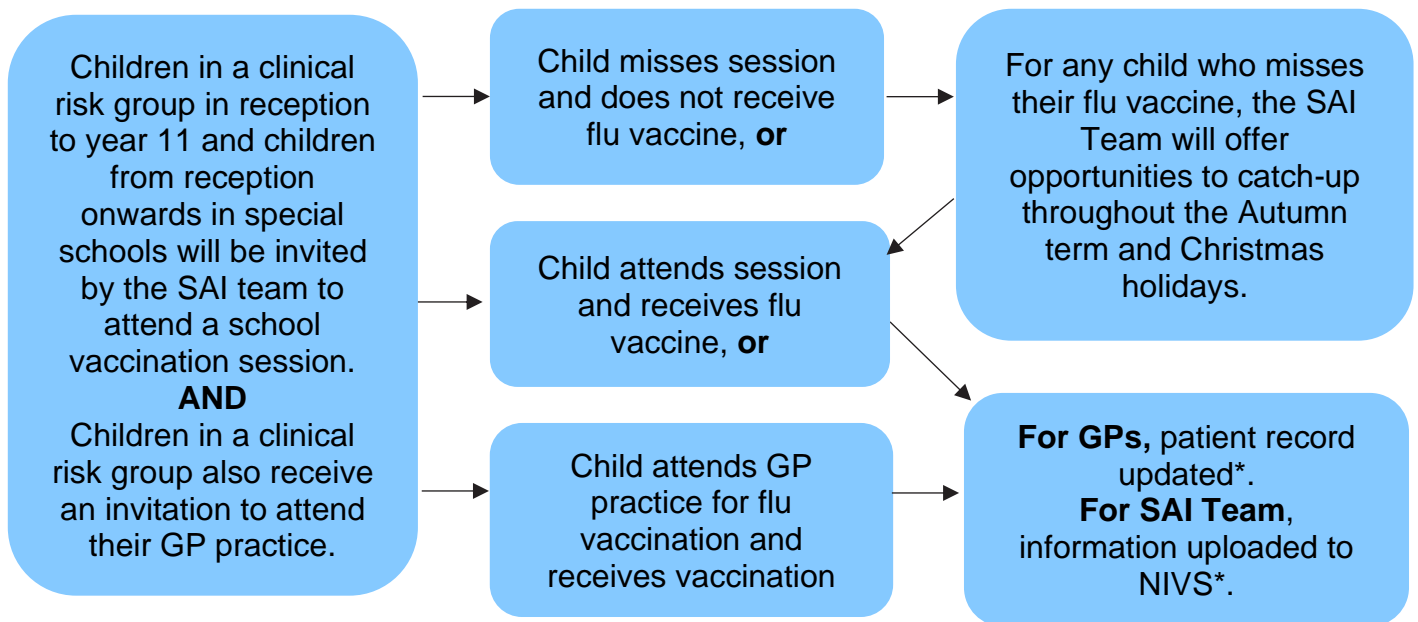 Children in a clinical
risk group in reception
to year 11 and children
from reception
onwards in special
schools will be invited
by the SAI team to
attend a school
vaccination session.
AND
Children in a clinical
risk group also receive
an invitation to attend
their GP practice.
Child misses session
and does not receive
flu vaccine, or
For any child who misses
their flu vaccine, the SAI
Team will offer
opportunities to catch-up
throughout the Autumn
term and Christmas
holidays.
Child attends session
and receives flu
vaccine, or
Child attends GP
practice for flu
vaccination and
receives vaccination
For GPs, patient record
updated*.
For SAI Team,
information uploaded to
NIVS*.